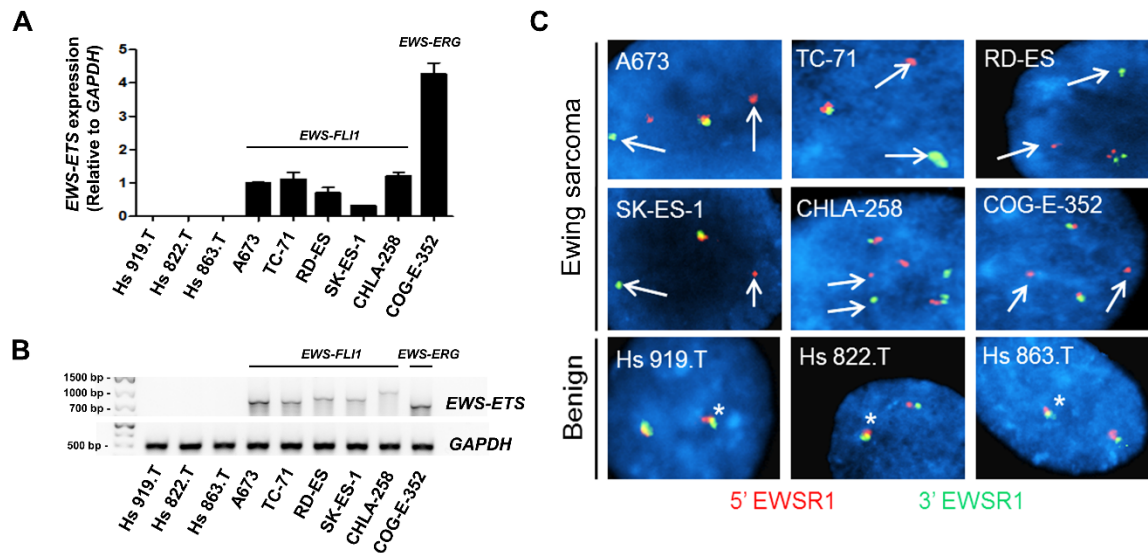 A
EWS-ERG
5
4
3
2
1
0
EWS-ETS expression
(Relative to GAPDH)
EWS-FLI1
Hs 919.T
Hs 822.T
Hs 863.T
A673
TC-71
RD-ES
SK-ES-1
CHLA-258
COG-E-352
B
EWS-FLI1
EWS-ERG
1500 bp -
1000 bp -
700 bp -
EWS-ETS
500 bp -
GAPDH
Hs 919.T
Hs 822.T
Hs 863.T
A673
TC-71
RD-ES
SK-ES-1
CHLA-258
COG-E-352
C
Ewing sarcoma
A673
TC-71
RD-ES
SK-ES-1
CHLA-258
COG-E-352
Benign
Hs 919.T
*
Hs 822.T
*
Hs 863.T
*
5' EWSR1
3' EWSR1